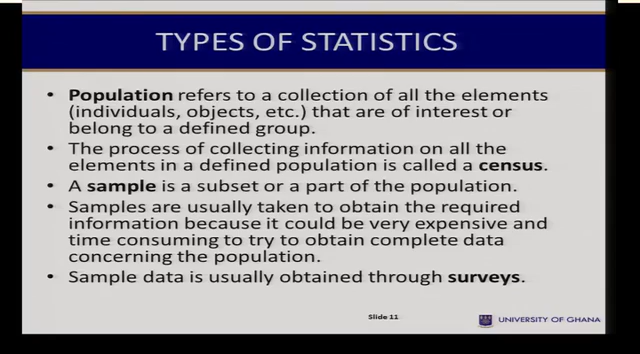 TYPES OF STATISTICS
• Population refers to a collection of all the elements
(individuals, objects, etc.) that are of interest or
belong to a defined group.
• The process of collecting information on all the
elements in a defined population is called a census.
• A sample is a subset or a part of the population.
• Samples are usually taken to obtain the required
information because it could be very expensive and
time consuming to try to obtain complete data
concerning the population.
• Sample data is usually obtained through surveys.
Slide 11
UNIVERSITY OF GHANA